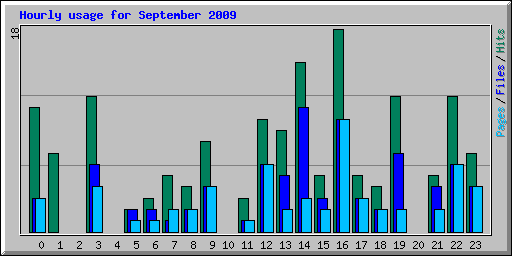 Hourly usage for September 2009
18
Pages / Files / Hits
0 1 2 3 4 5 6 7 8 9 10 11 12 13 14 15 16 17 18 19 20 21 22 23